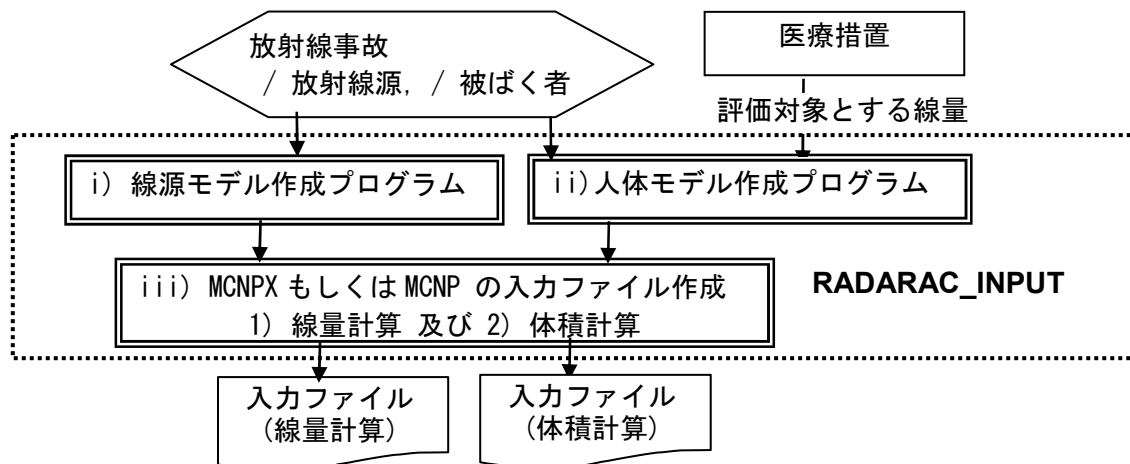 放射線事故
/ 放射線源, / 被ばく者
医療措置
評価対象とする線量
i) 線源モデル作成プログラム
ii)人体モデル作成プログラム
iii) MCNPX もしくは MCNP の入力ファイル作成
1) 線量計算 及び 2) 体積計算
RADARAC_INPUT
入力ファイル
(線量計算)
入力ファイル
(体積計算)